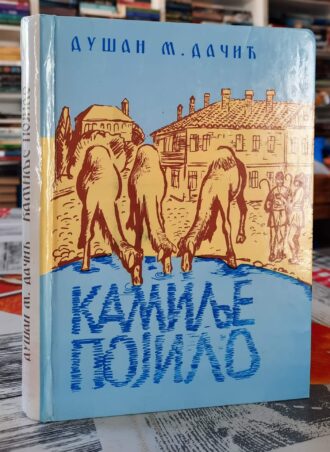 ДУШАН М. ДАЧИЋ
КАМИЉЕ
ПОЈИЛО
ДУШАН М. ДАЧИЋ КАМИЉЕ ПОЈИЛО